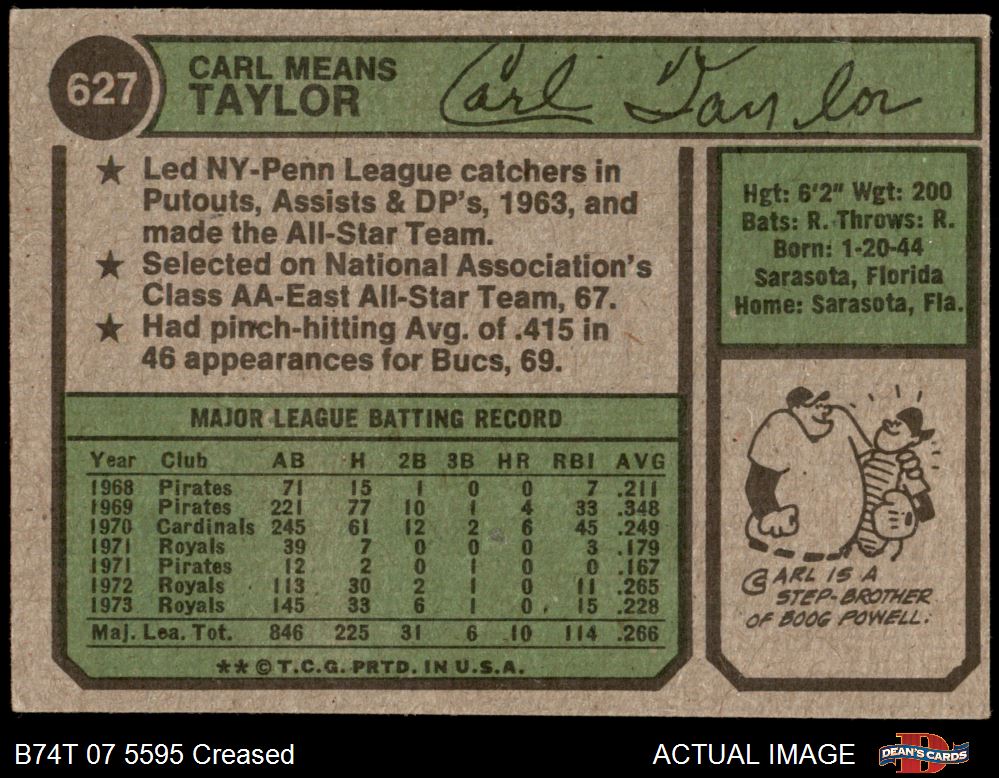 627
CARL MEANS
TAYLOR
Carl Taylor
★ Led NY-Penn League catchers in
Putouts, Assists & DP's, 1963, and
made the All-Star Team.
★ Selected on National Association's
Class AA-East All-Star Team, 67.
★ Had pinch-hitting Avg. of .415 in
46 appearances for Bucs, 69.
Hgt: 6'2" Wgt: 200
Bats: R. Throws: R.
Born: 1-20-44
Sarasota, Florida
Home: Sarasota, Fla.
MAJOR LEAGUE BATTING RECORD
Year Club AB H 2B 3B HR RBI AVG
1968 Pirates 71 15 1 0 0 7 .211
1969 Pirates 221 77 10 1 4 33 .348
1970 Cardinals 245 61 12 2 6 45 .249
1971 Royals 39 7 0 0 0 3 .179
1971 Pirates 12 2 0 1 0 0 .167
1972 Royals 113 30 2 1 0 11 .265
1973 Royals 145 33 6 1 0 15 .228
Maj. Lea. Tot. 846 225 31 6 10 114 .266
**©T.C.G. PRTD. IN U.S.A.
CARL IS A
STEP-BROTHER
OF BOOG POWELL.
B74T 07 5595 Creased
ACTUAL IMAGE
DEAN'S CARDS